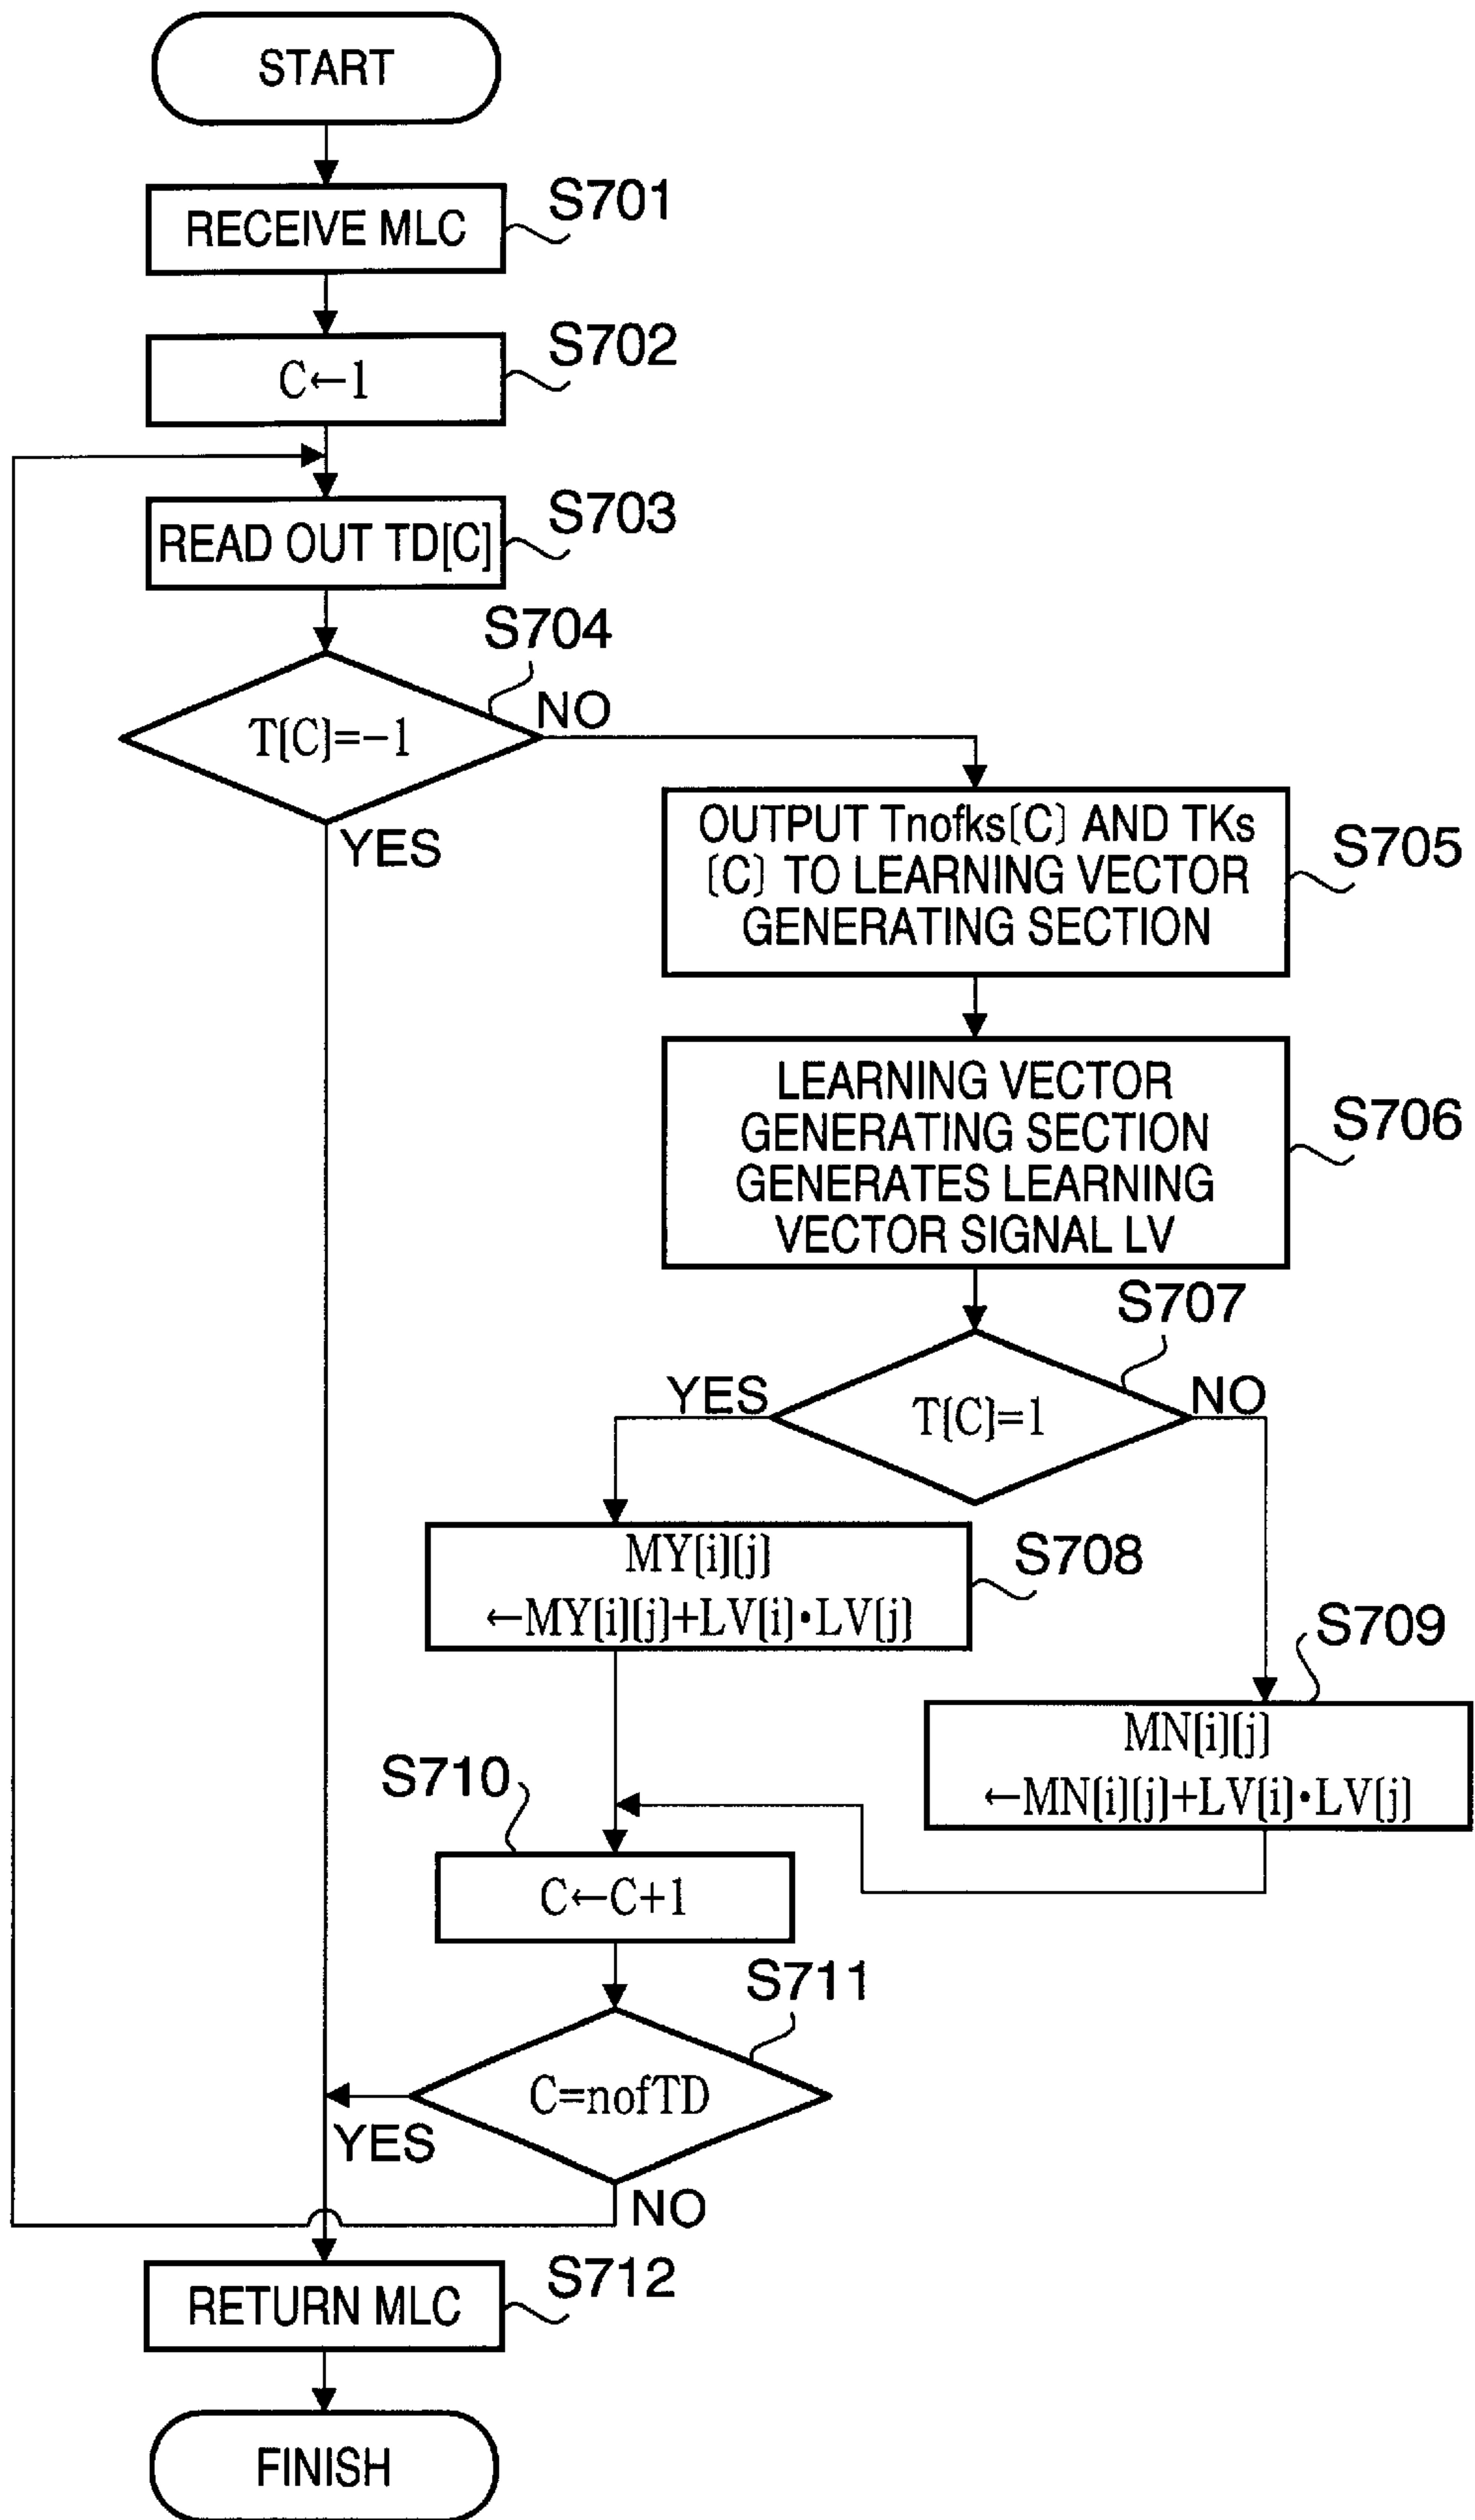 START
RECEIVE MLC
S701
C←1
S702
READ OUT TD[C]
S703
S704
T[C]=-1
NO
YES
OUTPUT Tnofks[C] AND TKs
[C] TO LEARNING VECTOR
GENERATING SECTION
S705
LEARNING VECTOR
GENERATING SECTION
GENERATES LEARNING
VECTOR SIGNAL LV
S706
S707
T[C]=1
YES
NO
MY[i][j]
←MY[i][j]+LV[i]·LV[j]
S708
S709
MN[i][j]
←MN[i][j]+LV[i]·LV[j]
S710
C←C+1
S711
C=nofTD
YES
NO
RETURN MLC
S712
FINISH